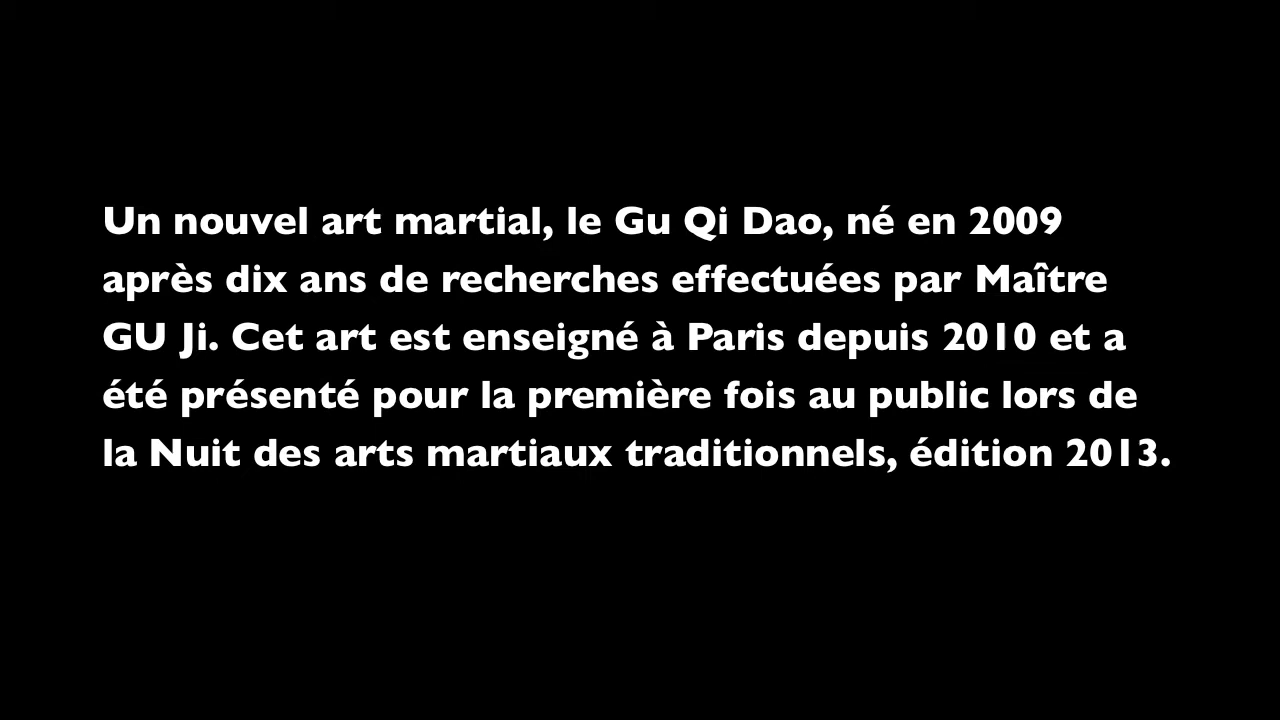 Un nouvel art martial, le Gu Qi Dao, né en 2009
après dix ans de recherches effectuées par Maître
GU Ji. Cet art est enseigné à Paris depuis 2010 et a
été présenté pour la première fois au public lors de
la Nuit des arts martiaux traditionnels, édition 2013.